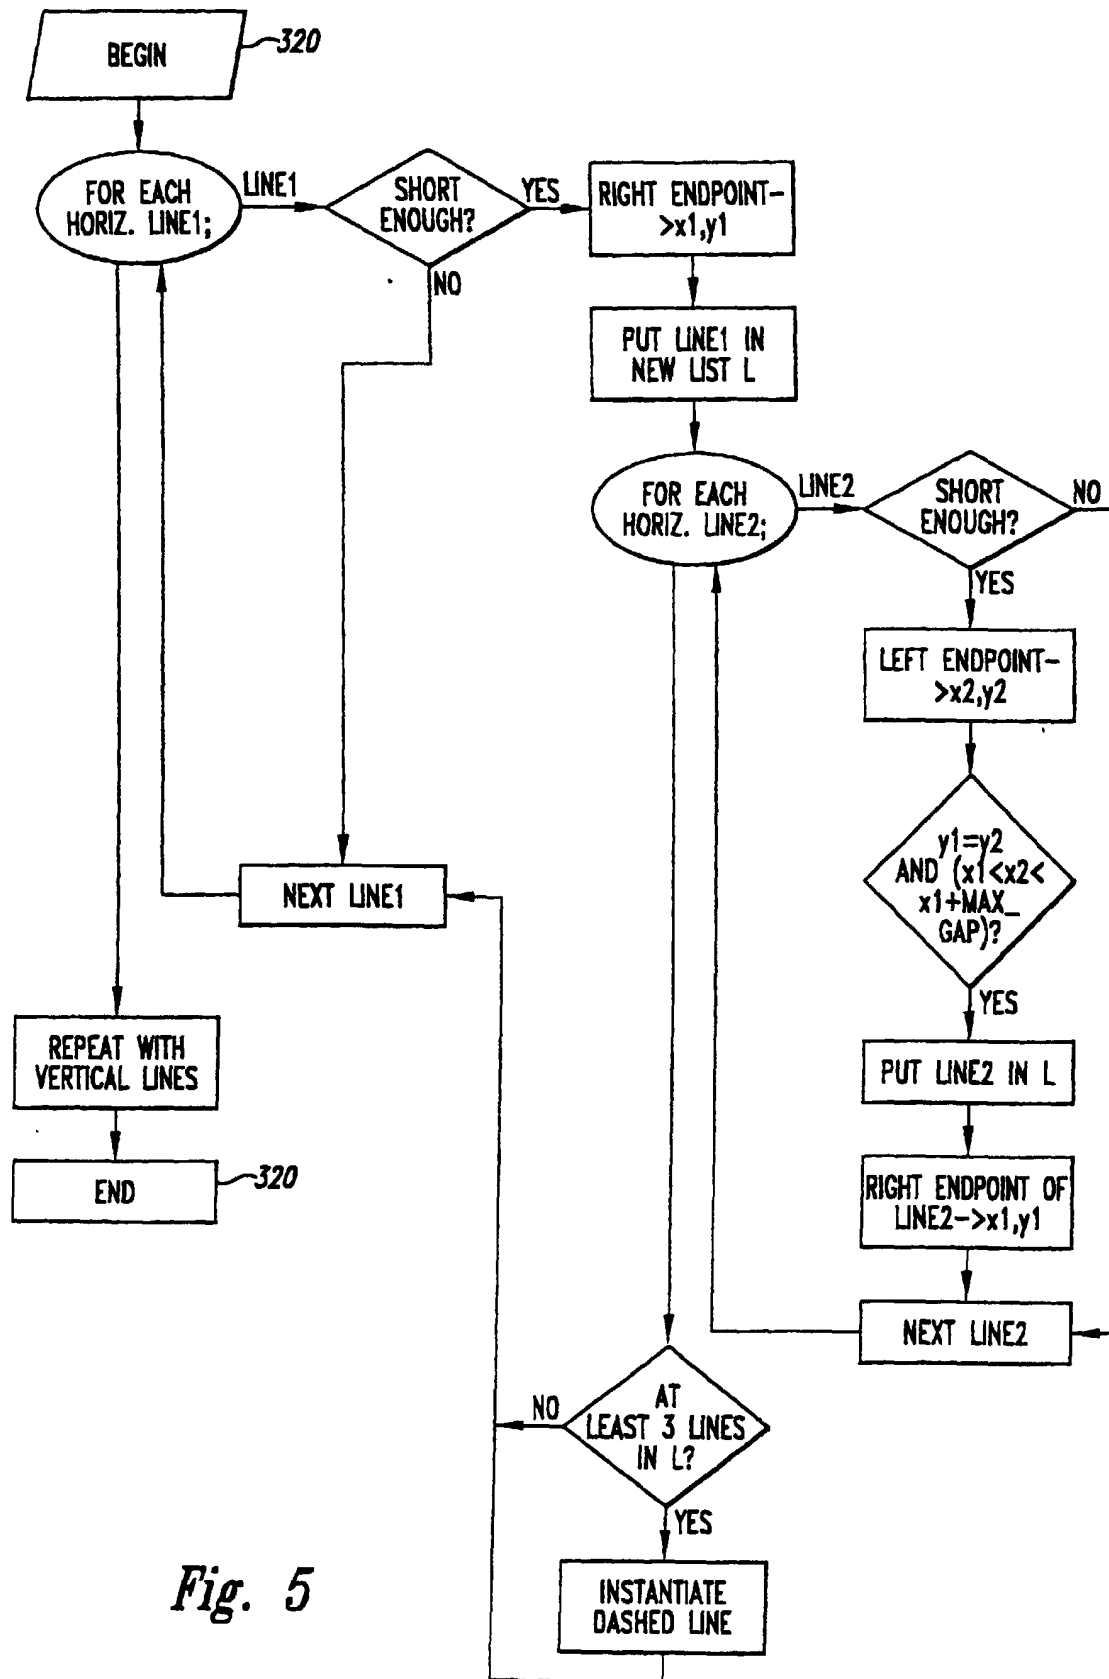 BEGIN
320
FOR EACH
HORIZ. LINE1;
LINE1
SHORT
ENOUGH?
YES
NO
RIGHT ENDPOINT-
>x1,y1
PUT LINE1 IN
NEW LIST L
FOR EACH
HORIZ. LINE2;
LINE2
SHORT
ENOUGH?
NO
YES
LEFT ENDPOINT-
>x2,y2
y1=y2
AND (x1<x2<
x1+MAX_
GAP)?
YES
PUT LINE2 IN L
RIGHT ENDPOINT OF
LINE2->x1,y1
NEXT LINE2
NEXT LINE1
REPEAT WITH
VERTICAL LINES
END
320
AT
LEAST 3 LINES
IN L?
NO
YES
INSTANTIATE
DASHED LINE
Fig. 5